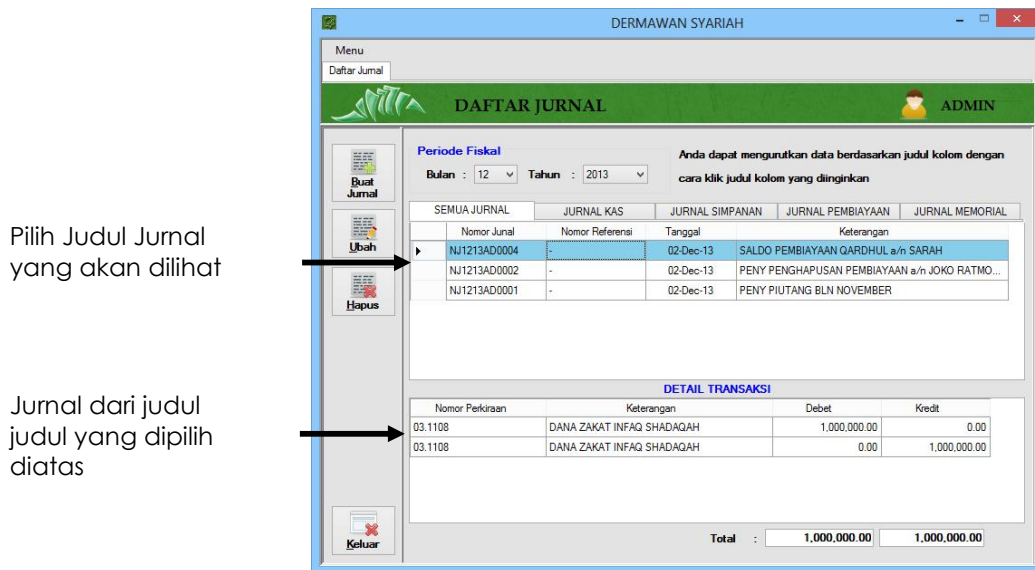 DERMAWAN SYARIAH
Menu
Daftar Jurnal
DAFTAR JURNAL
ADMIN
Buat Jurnal
Ubah
Hapus
Keluar
Pilih Judul Jurnal
yang akan dilihat
Jurnal dari judul
judul yang dipilih
diatas
Periode Fiskal
Bulan : 12 Tahun : 2013
Anda dapat mengurutkan data berdasarkan judul kolom dengan
cara klik judul kolom yang diinginkan
SEMUA JURNAL JURNAL KAS JURNAL SIMPANAN JURNAL PEMBIAYAAN JURNAL MEMORIAL
Nomor Junal Nomor Referensi Tanggal Keterangan
NJ1213AD0004 - 02-Dec-13 SALDO PEMBIAYAAN QARDHUL a/n SARAH
NJ1213AD0002 - 02-Dec-13 PENY PENGHAPUSAN PEMBIAYAAN a/n JOKO RATMO...
NJ1213AD0001 - 02-Dec-13 PENY PIUTANG BLN NOVEMBER
DETAIL TRANSAKSI
Nomor Perkiraan Keterangan Debet Kredit
03.1108 DANA ZAKAT INFAQ SHADAQAH 1,000,000.00 0.00
03.1108 DANA ZAKAT INFAQ SHADAQAH 0.00 1,000,000.00
Total : 1,000,000.00 1,000,000.00